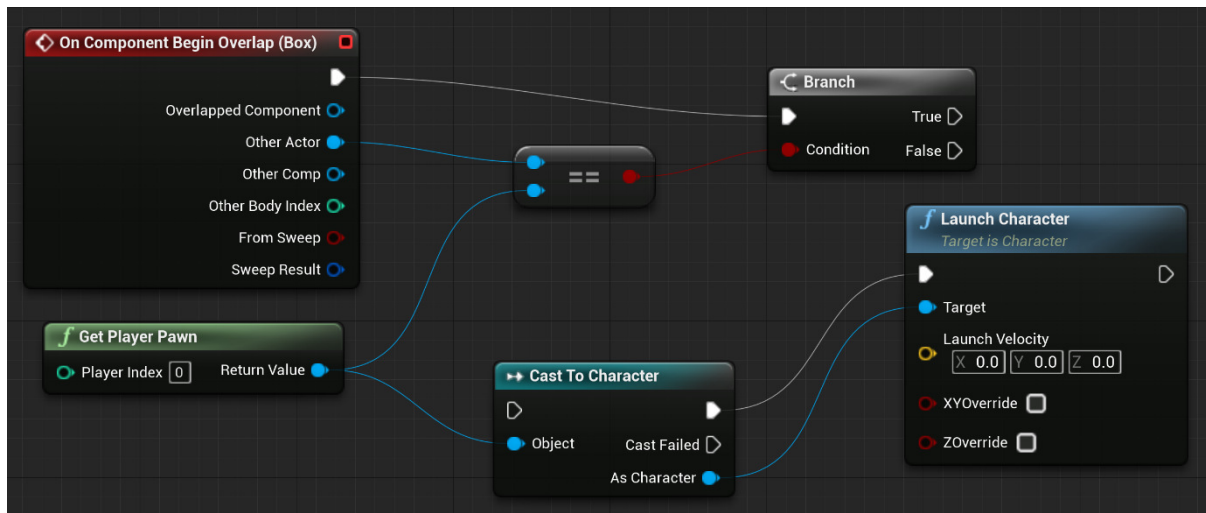 On Component Begin Overlap (Box)
Overlapped Component
Other Actor
Other Comp
Other Body Index
From Sweep
Sweep Result
f Get Player Pawn
Player Index 0
Return Value
==
Branch
True
Condition
False
Cast To Character
Object
Cast Failed
As Character
f Launch Character
Target is Character
Target
Launch Velocity
X 0.0 Y 0.0 Z 0.0
XYOverride
ZOverride